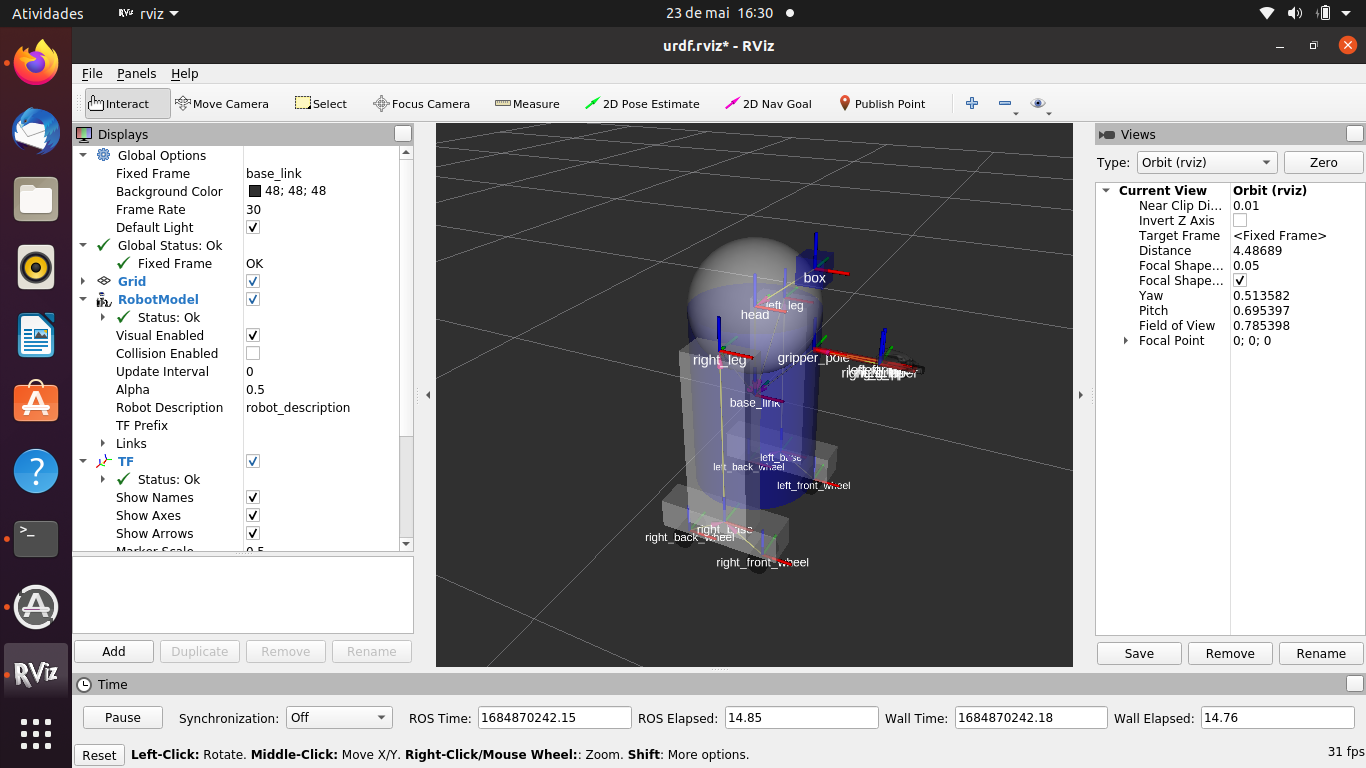 Atividades rviz 23 de mai 16:30
urdf.rviz* - RViz
File Panels Help
Interact Move Camera Select Focus Camera Measure 2D Pose Estimate 2D Nav Goal Publish Point
Displays
Global Options
Fixed Frame base_link
Background Color 48; 48; 48
Frame Rate 30
Default Light
Global Status: Ok
Fixed Frame OK
Grid
RobotModel
Status: Ok
Visual Enabled
Collision Enabled
Update Interval 0
Alpha 0.5
Robot Description robot_description
TF Prefix
Links
TF
Status: Ok
Show Names
Show Axes
Show Arrows
Marker Scale 0.5
Add Duplicate Remove Rename
box
left_leg
head
right_leg
gripper_pole
base_link
left_base
left_back_wheel
left_front_wheel
right_base
right_back_wheel
right_front_wheel
Views
Type: Orbit (rviz) Zero
Current View Orbit (rviz)
Near Clip Di... 0.01
Invert Z Axis
Target Frame <Fixed Frame>
Distance 4.48689
Focal Shape... 0.05
Focal Shape...
Yaw 0.513582
Pitch 0.695397
Field of View 0.785398
Focal Point 0; 0; 0
Save Remove Rename
RViz
Time
Pause Synchronization: Off ROS Time: 1684870242.15 ROS Elapsed: 14.85 Wall Time: 1684870242.18 Wall Elapsed: 14.76
Reset Left-Click: Rotate. Middle-Click: Move X/Y. Right-Click/Mouse Wheel:: Zoom. Shift: More options. 31 fps